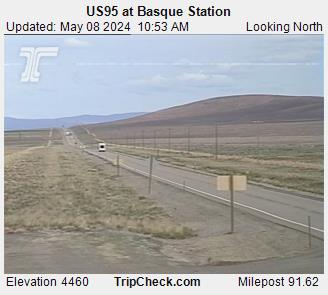 US95 at Basque Station
Updated: May 08 2024 10:53 AM Looking North
Elevation 4460 TripCheck.com Milepost 91.62